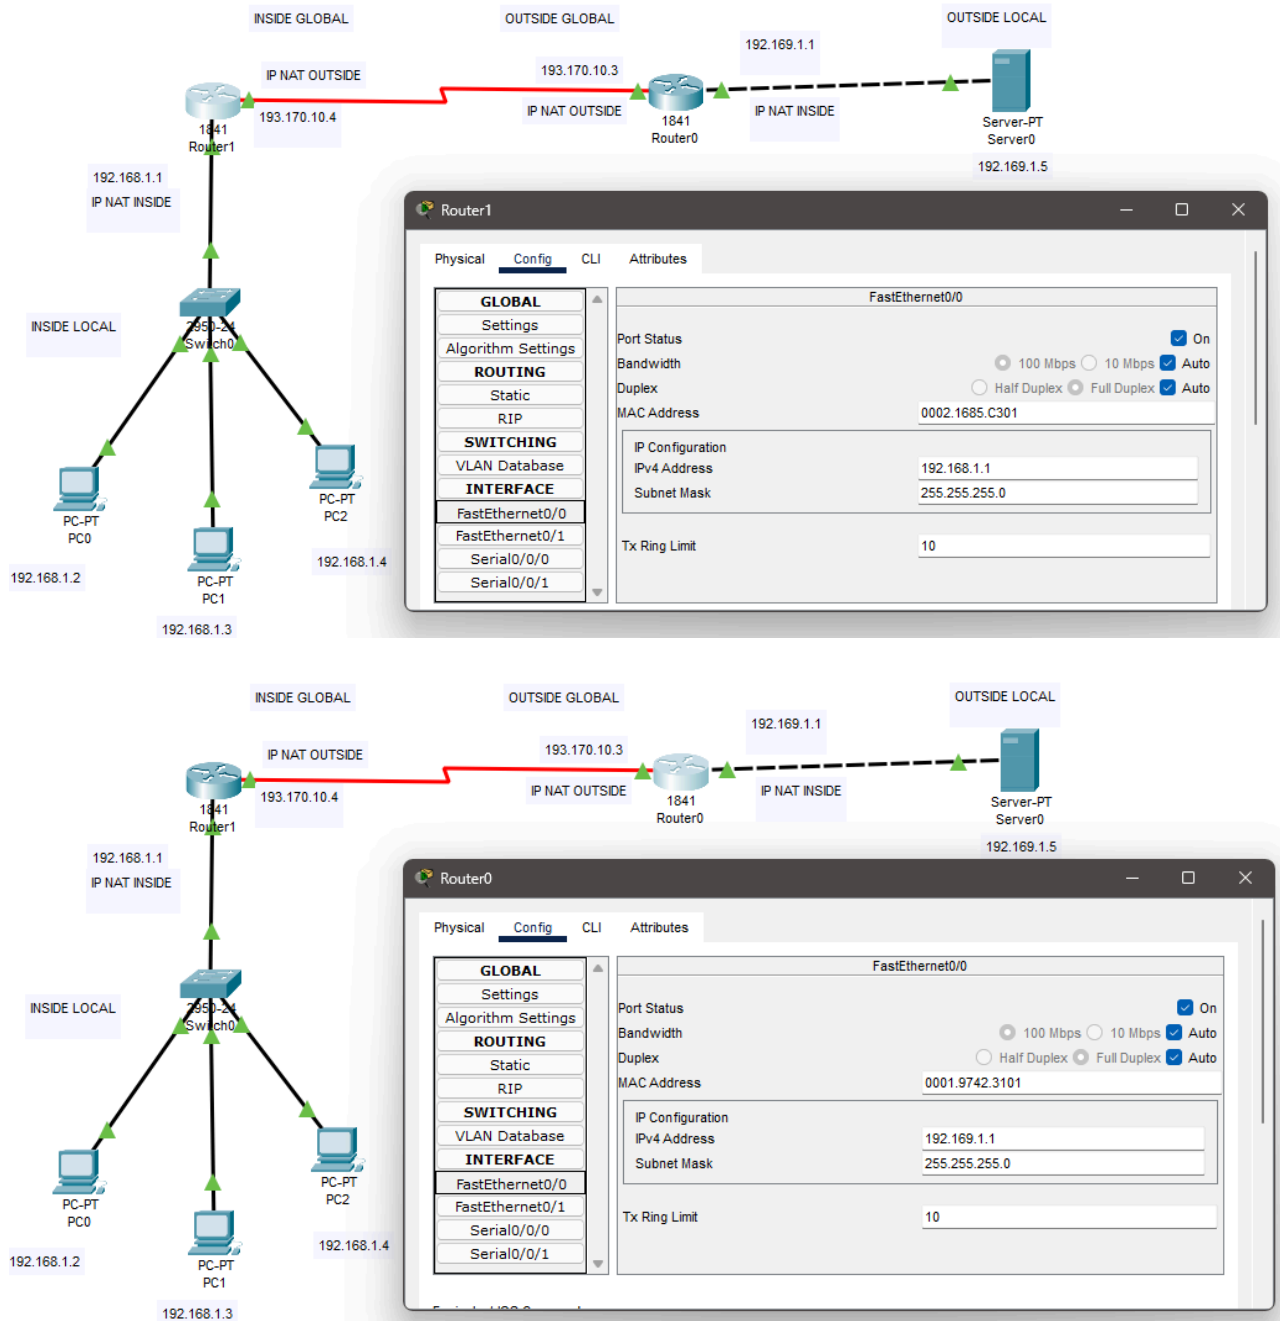 INSIDE GLOBAL
OUTSIDE GLOBAL
OUTSIDE LOCAL
192.169.1.1
IP NAT OUTSIDE
193.170.10.3
193.170.10.4
IP NAT OUTSIDE
IP NAT INSIDE
1841
Router1
1841
Router0
Server-PT
Server0
192.169.1.5
192.168.1.1
IP NAT INSIDE
INSIDE LOCAL
2950-24
Switch0
PC-PT
PC0
192.168.1.2
PC-PT
PC1
192.168.1.3
PC-PT
PC2
192.168.1.4
Router1
Physical Config CLI Attributes
GLOBAL
Settings
Algorithm Settings
ROUTING
Static
RIP
SWITCHING
VLAN Database
INTERFACE
FastEthernet0/0
FastEthernet0/1
Serial0/0/0
Serial0/0/1
FastEthernet0/0
Port Status On
Bandwidth 100 Mbps 10 Mbps Auto
Duplex Half Duplex Full Duplex Auto
MAC Address 0002.1685.C301
IP Configuration
IPv4 Address 192.168.1.1
Subnet Mask 255.255.255.0
Tx Ring Limit 10
INSIDE GLOBAL
OUTSIDE GLOBAL
OUTSIDE LOCAL
192.169.1.1
IP NAT OUTSIDE
193.170.10.3
193.170.10.4
IP NAT OUTSIDE
IP NAT INSIDE
1841
Router1
1841
Router0
Server-PT
Server0
192.169.1.5
192.168.1.1
IP NAT INSIDE
INSIDE LOCAL
2950-24
Switch0
PC-PT
PC0
192.168.1.2
PC-PT
PC1
192.168.1.3
PC-PT
PC2
192.168.1.4
Router0
Physical Config CLI Attributes
GLOBAL
Settings
Algorithm Settings
ROUTING
Static
RIP
SWITCHING
VLAN Database
INTERFACE
FastEthernet0/0
FastEthernet0/1
Serial0/0/0
Serial0/0/1
FastEthernet0/0
Port Status On
Bandwidth 100 Mbps 10 Mbps Auto
Duplex Half Duplex Full Duplex Auto
MAC Address 0001.9742.3101
IP Configuration
IPv4 Address 192.169.1.1
Subnet Mask 255.255.255.0
Tx Ring Limit 10